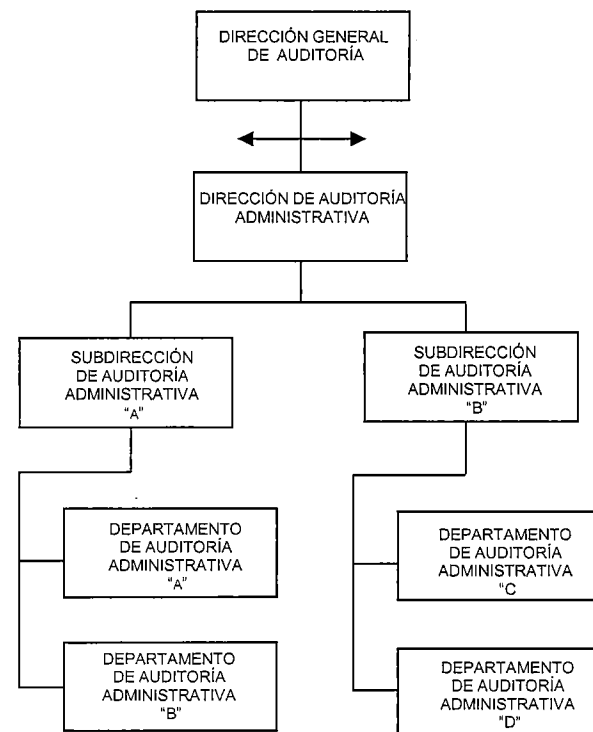 DIRECCIÓN GENERAL
DE AUDITORÍA
DIRECCIÓN DE AUDITORÍA
ADMINISTRATIVA
SUBDIRECCIÓN
DE AUDITORÍA
ADMINISTRATIVA
"A"
SUBDIRECCIÓN
DE AUDITORÍA
ADMINISTRATIVA
"B"
DEPARTAMENTO
DE AUDITORÍA
ADMINISTRATIVA
"A"
DEPARTAMENTO
DE AUDITORÍA
ADMINISTRATIVA
"B"
DEPARTAMENTO
DE AUDITORÍA
ADMINISTRATIVA
"C
DEPARTAMENTO
DE AUDITORÍA
ADMINISTRATIVA
"D"